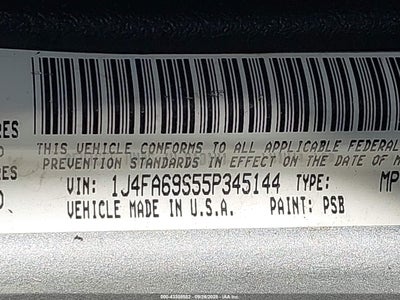 RES
THIS VEHICLE CONFORMS TO ALL APPLICABLE FEDERAL
PREVENTION STANDARDS IN EFFECT ON THE DATE OF M
RES
VIN: 1J4FA69S55P345144 TYPE: MP
VEHICLE MADE IN U.S.A. PAINT: PSB